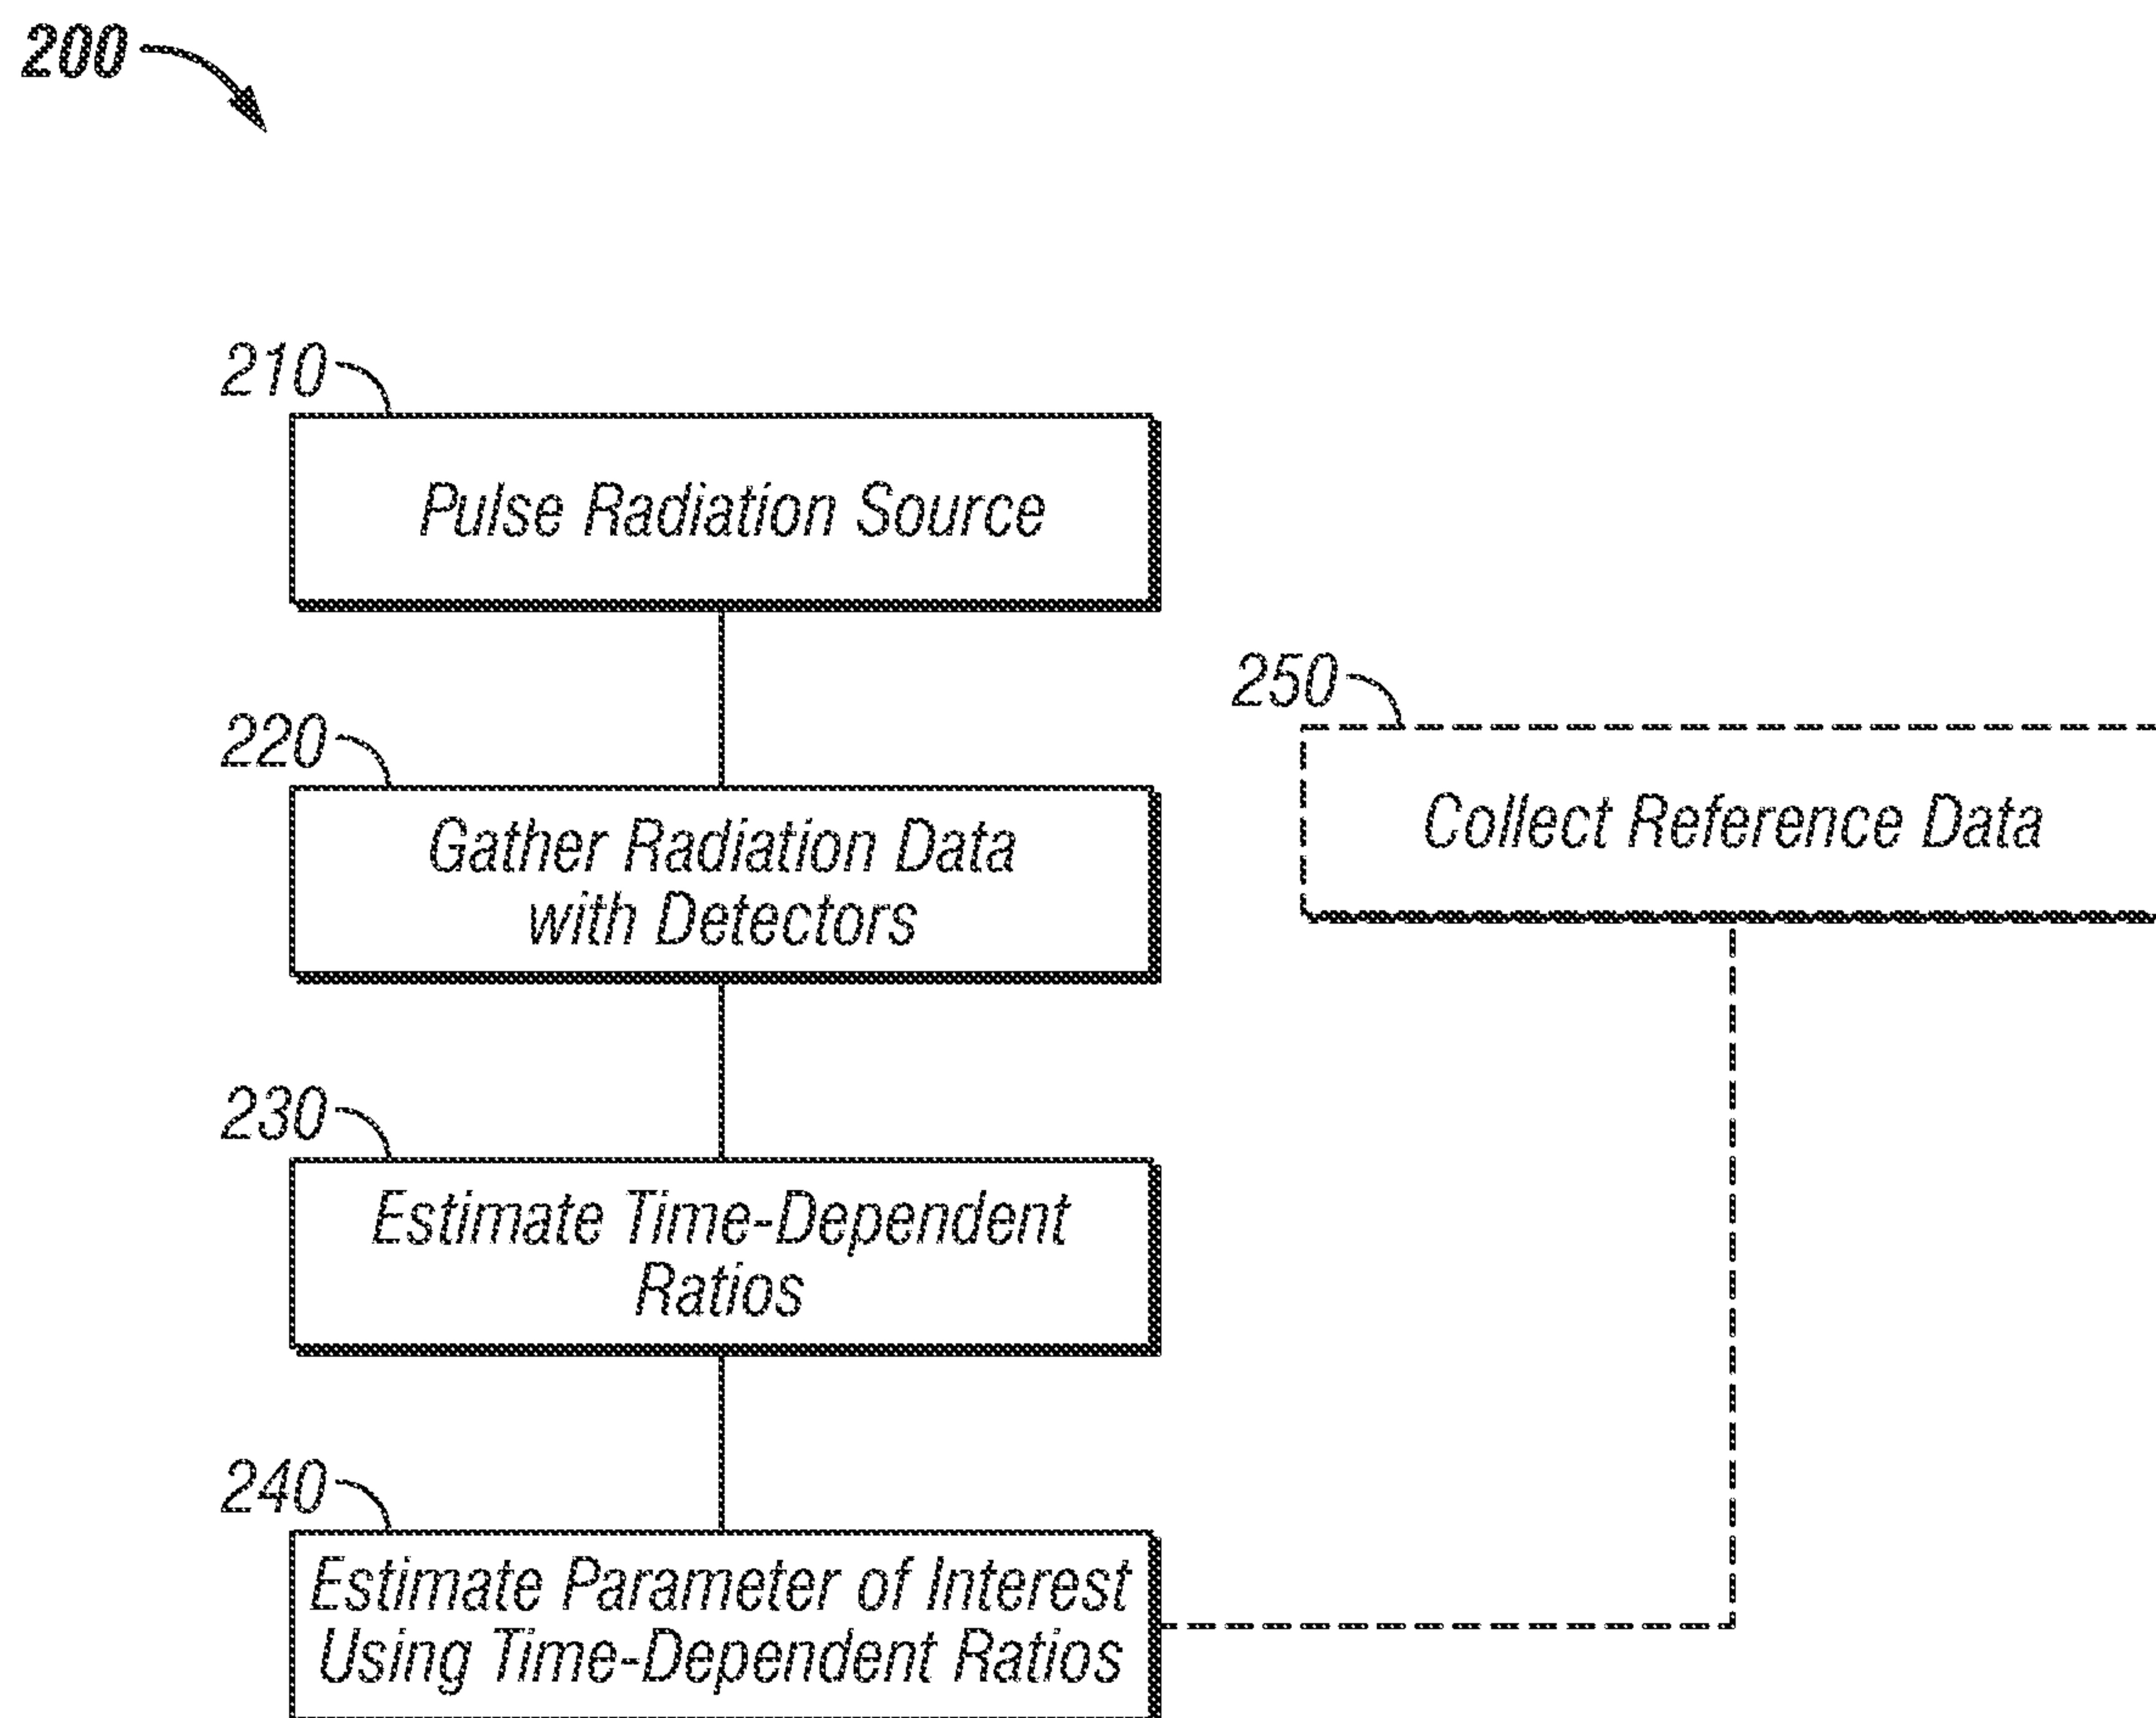 200
210
Pulse Radiation Source
220
Gather Radiation Data
with Detectors
250
Collect Reference Data
230
Estimate Time-Dependent
Ratios
240
Estimate Parameter of Interest
Using Time-Dependent Ratios